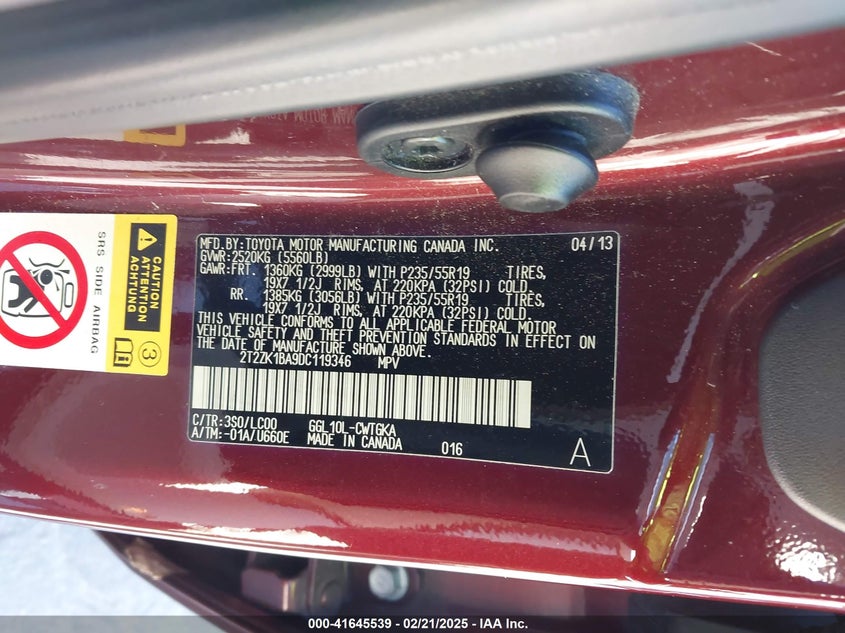 MFD.BY:TOYOTA MOTOR MANUFACTURING CANADA INC. 04/13
GVWR:2520KG (5560LB)
GAWR:FRT. 1360KG (2999LB) WITH P235/55R19 TIRES,
19X7 1/2J RIMS, AT 220KPA (32PSI) COLD.
RR. 1385KG (3056LB) WITH P235/55R19 TIRES,
19X7 1/2J RIMS, AT 220KPA (32PSI) COLD.
THIS VEHICLE CONFORMS TO ALL APPLICABLE FEDERAL MOTOR
VEHICLE SAFETY AND THEFT PREVENTION STANDARDS IN EFFECT ON
THE DATE OF MANUFACTURE SHOWN ABOVE.
2T2ZK1BA9DC119346 MPV
C/TR:3S0/LC00 GGL10L-CWTGKA
A/TM:-01A/U660E MADE IN CANADA 016 A
SRS SIDE AIRBAG
CAUTION
ACHTUNG
3
000-41645539 - 02/21/2025 - IAA Inc.